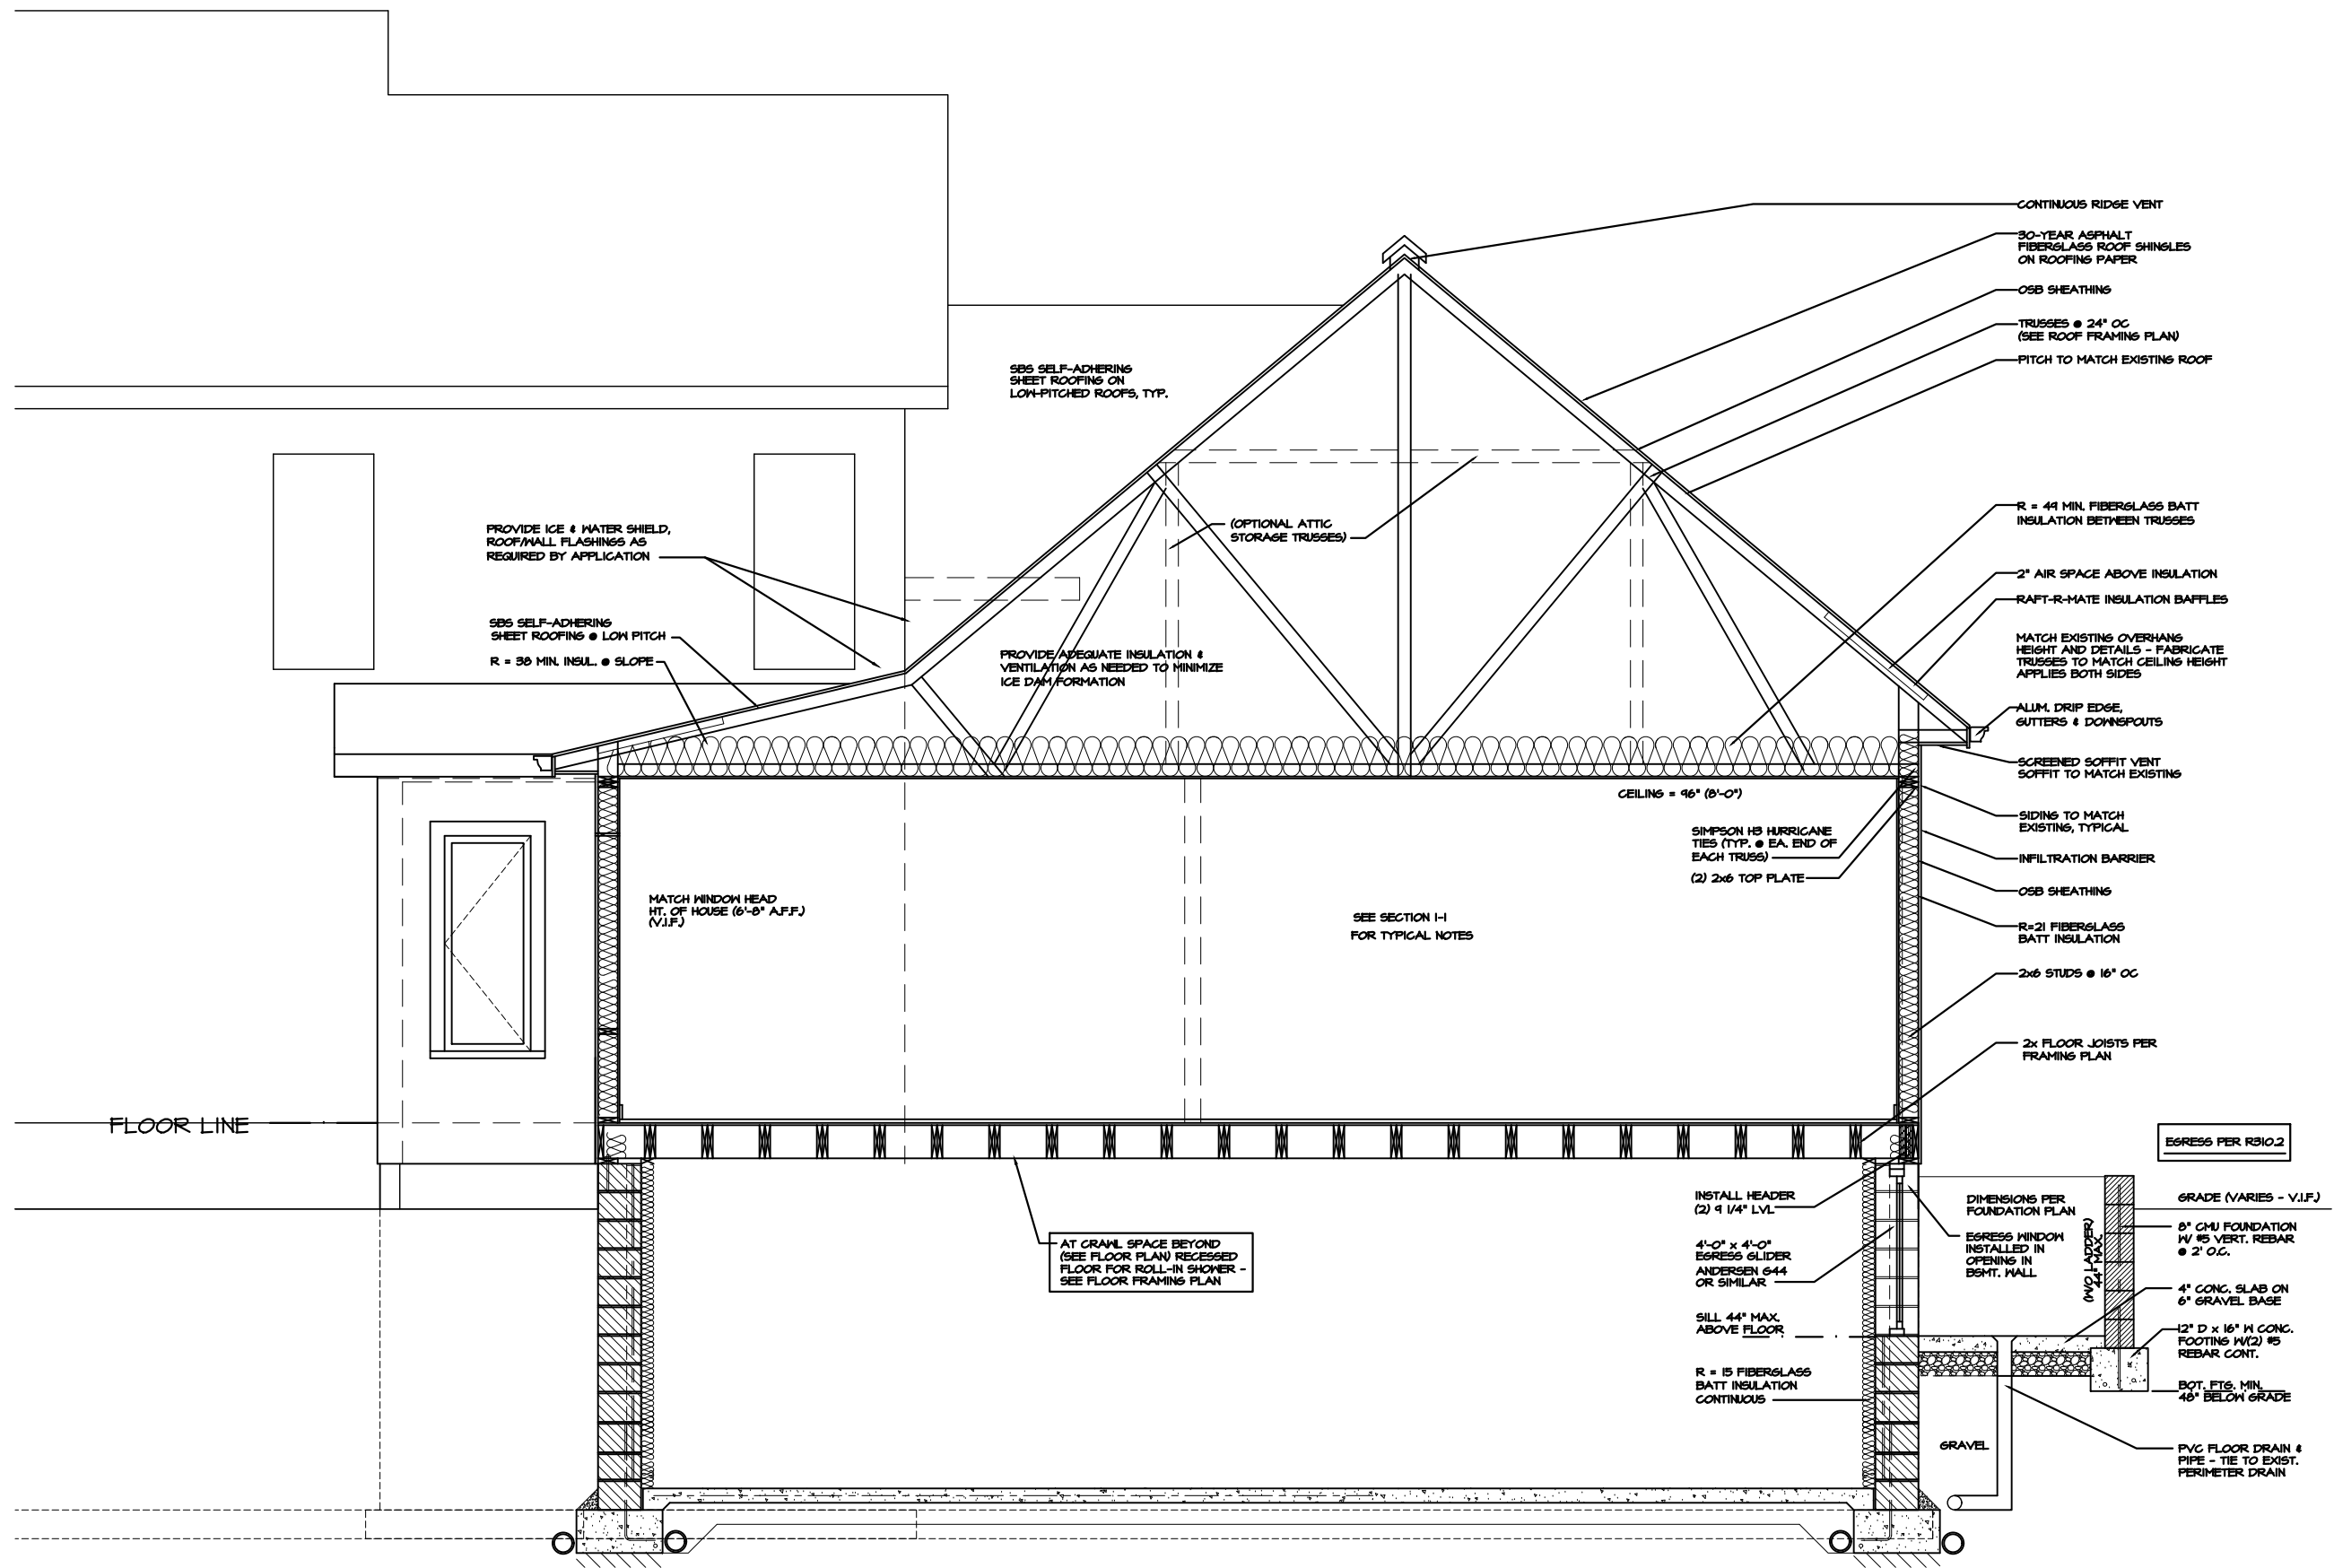 CONTINUOUS RIDGE VENT
30-YEAR ASPHALT
FIBERGLASS ROOF SHINGLES
ON ROOFING PAPER
OSB SHEATHING
TRUSSES @ 24" OC
(SEE ROOF FRAMING PLAN)
PITCH TO MATCH EXISTING ROOF
SBS SELF-ADHERING
SHEET ROOFING ON
LOW-PITCHED ROOFS, TYP.
R = 49 MIN. FIBERGLASS BATT
INSULATION BETWEEN TRUSSES
PROVIDE ICE & WATER SHIELD,
ROOF/WALL FLASHINGS AS
REQUIRED BY APPLICATION
(OPTIONAL ATTIC
STORAGE TRUSSES)
2" AIR SPACE ABOVE INSULATION
RAFT-R-MATE INSULATION BAFFLES
SBS SELF-ADHERING
SHEET ROOFING @ LOW PITCH
R = 38 MIN. INSUL. @ SLOPE
PROVIDE ADEQUATE INSULATION &
VENTILATION AS NEEDED TO MINIMIZE
ICE DAM FORMATION
MATCH EXISTING OVERHANG
HEIGHT AND DETAILS - FABRICATE
TRUSSES TO MATCH CEILING HEIGHT
APPLIES BOTH SIDES
ALUM. DRIP EDGE,
GUTTERS & DOWNSPOUTS
SCREENED SOFFIT VENT
SOFFIT TO MATCH EXISTING
CEILING = 96" (8'-0")
SIDING TO MATCH
EXISTING, TYPICAL
SIMPSON H3 HURRICANE
TIES (TYP. @ EA. END OF
EACH TRUSS)
(2) 2x6 TOP PLATE
INFILTRATION BARRIER
OSB SHEATHING
MATCH WINDOW HEAD
HT. OF HOUSE (6'-8" A.F.F.)
(V.I.F.)
SEE SECTION 1-1
FOR TYPICAL NOTES
R=21 FIBERGLASS
BATT INSULATION
2x6 STUDS @ 16" OC
2x FLOOR JOISTS PER
FRAMING PLAN
FLOOR LINE
EGRESS PER R310.2
INSTALL HEADER
(2) 9 1/4" LVL
DIMENSIONS PER
FOUNDATION PLAN
GRADE (VARIES - V.I.F.)
AT CRAWL SPACE BEYOND
(SEE FLOOR PLAN) RECESSED
FLOOR FOR ROLL-IN SHOWER -
SEE FLOOR FRAMING PLAN
4'-0" x 4'-0"
EGRESS GLIDER
ANDERSEN G44
OR SIMILAR
EGRESS WINDOW
INSTALLED IN
OPENING IN
BSMT. WALL
(W/O LADDER)
44" MAX.
8" CMU FOUNDATION
W/ #5 VERT. REBAR
@ 2' O.C.
4" CONC. SLAB ON
6" GRAVEL BASE
SILL 44" MAX.
ABOVE FLOOR
12" D x 16" W CONC.
FOOTING W/(2) #5
REBAR CONT.
R = 15 FIBERGLASS
BATT INSULATION
CONTINUOUS
BOT. FTG. MIN.
48" BELOW GRADE
GRAVEL
PVC FLOOR DRAIN &
PIPE - TIE TO EXIST.
PERIMETER DRAIN